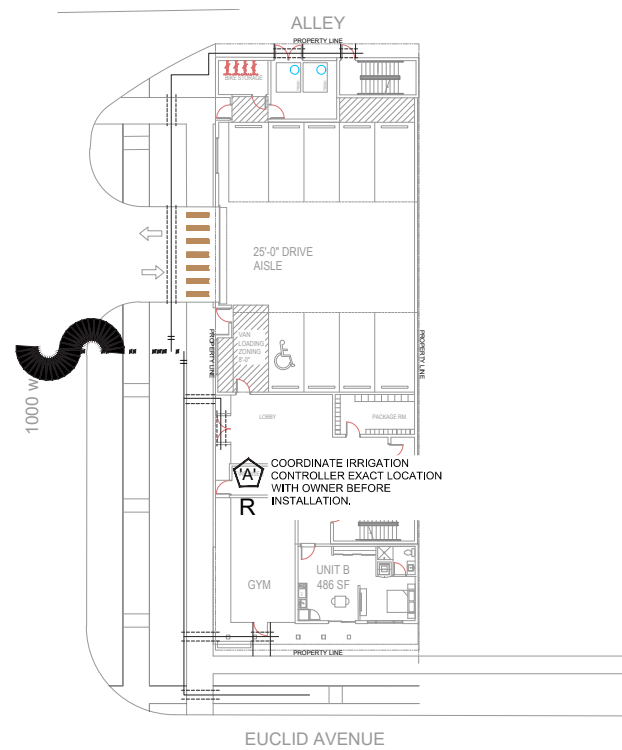 ALLEY
PROPERTY LINE
BIKE STORAGE
25'-0" DRIVE
AISLE
PROPERTY LINE
VAN
LOADING
ZONING
8'-0"
PROPERTY LINE
1000 w
LOBBY
PACKAGE RM.
'A'
COORDINATE IRRIGATION
CONTROLLER EXACT LOCATION
WITH OWNER BEFORE
INSTALLATION.
R
GYM
UNIT B
486 SF
PROPERTY LINE
EUCLID AVENUE